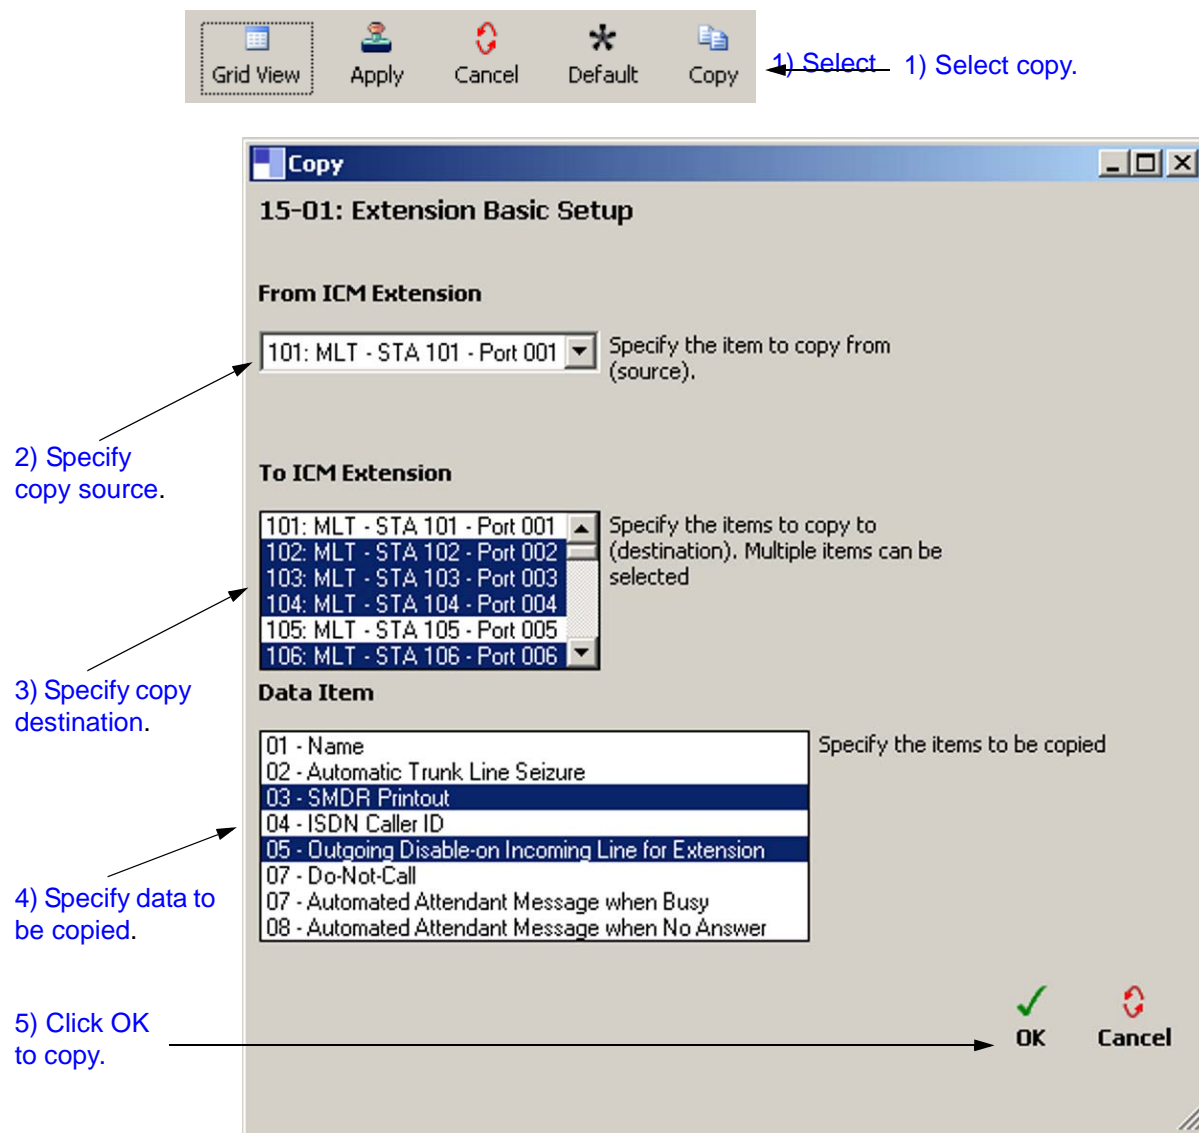 Grid View Apply Cancel Default Copy
1) Select 1) Select copy.
Copy
15-01: Extension Basic Setup
From ICM Extension
101: MLT - STA 101 - Port 001
Specify the item to copy from
(source).
2) Specify
copy source.
To ICM Extension
101: MLT - STA 101 - Port 001
102: MLT - STA 102 - Port 002
103: MLT - STA 103 - Port 003
104: MLT - STA 104 - Port 004
105: MLT - STA 105 - Port 005
106: MLT - STA 106 - Port 006
Specify the items to copy to
(destination). Multiple items can be
selected
3) Specify copy
destination.
Data Item
01 - Name
02 - Automatic Trunk Line Seizure
03 - SMDR Printout
04 - ISDN Caller ID
05 - Outgoing Disable-on Incoming Line for Extension
07 - Do-Not-Call
07 - Automated Attendant Message when Busy
08 - Automated Attendant Message when No Answer
Specify the items to be copied
4) Specify data to
be copied.
5) Click OK
to copy.
OK Cancel